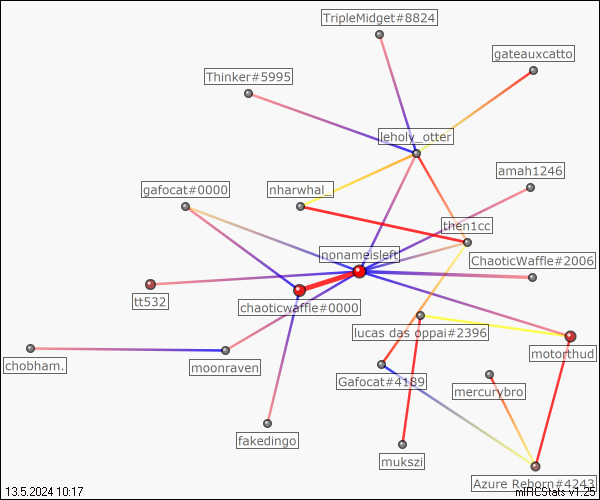 TripleMidget#8824
gateauxcatto
Thinker#5995
leholy_otter
amah1246
gafocat#0000
nharwhal_
then1cc
nonameisleft
ChaoticWaffle#2006
tt532
chaoticwaffle#0000
lucas das oppai#2396
motorthud
chobham.
moonraven
Gafocat#4189
mercurybro
fakedingo
mukszi
Azure Reborn#4243
13.5.2024 10:17
mIRCStats v1.25